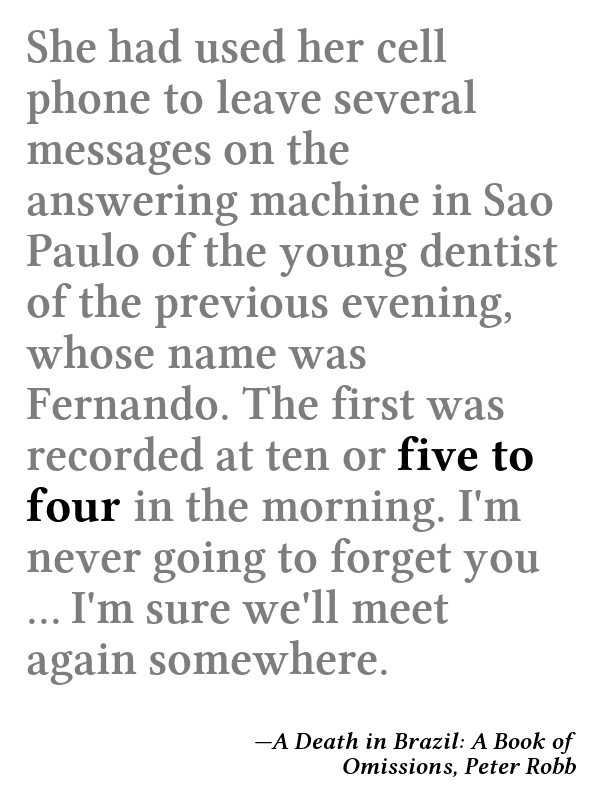 She had used her cell
phone to leave several
messages on the
answering machine in Sao
Paulo of the young dentist
of the previous evening,
whose name was
Fernando. The first was
recorded at ten or five to
four in the morning. I'm
never going to forget you
... I'm sure we'll meet
again somewhere.
—A Death in Brazil: A Book of
Omissions, Peter Robb